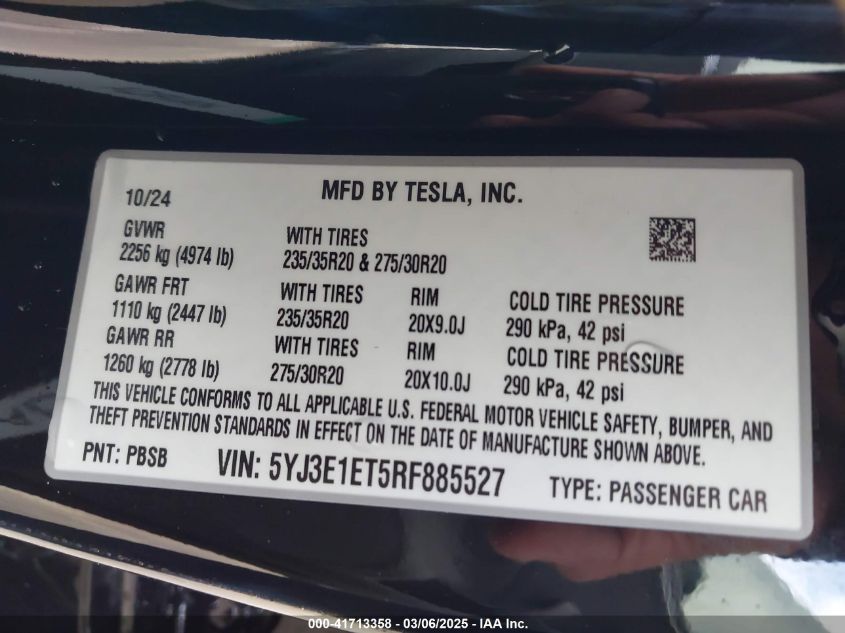 MFD BY TESLA, INC.
10/24
GVWR
2256 kg (4974 lb)
WITH TIRES
235/35R20 & 275/30R20
GAWR FRT
1110 kg (2447 lb)
WITH TIRES
235/35R20
RIM
20X9.0J
COLD TIRE PRESSURE
290 kPa, 42 psi
GAWR RR
1260 kg (2778 lb)
WITH TIRES
275/30R20
RIM
20X10.0J
COLD TIRE PRESSURE
290 kPa, 42 psi
THIS VEHICLE CONFORMS TO ALL APPLICABLE U.S. FEDERAL MOTOR VEHICLE SAFETY, BUMPER, AND
THEFT PREVENTION STANDARDS IN EFFECT ON THE DATE OF MANUFACTURE SHOWN ABOVE.
PNT: PBSB
VIN: 5YJ3E1ET5RF885527
TYPE: PASSENGER CAR
000-41713358 - 03/06/2025 - IAA Inc.